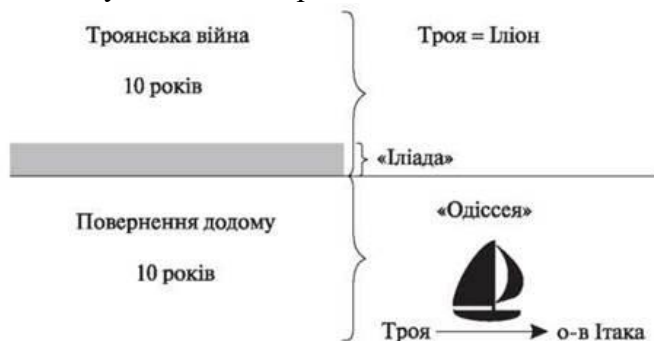 Троянська війна
Троя = Іліон
10 років
«Іліада»
Повернення додому
«Одіссея»
10 років
Троя
о-в Ітака